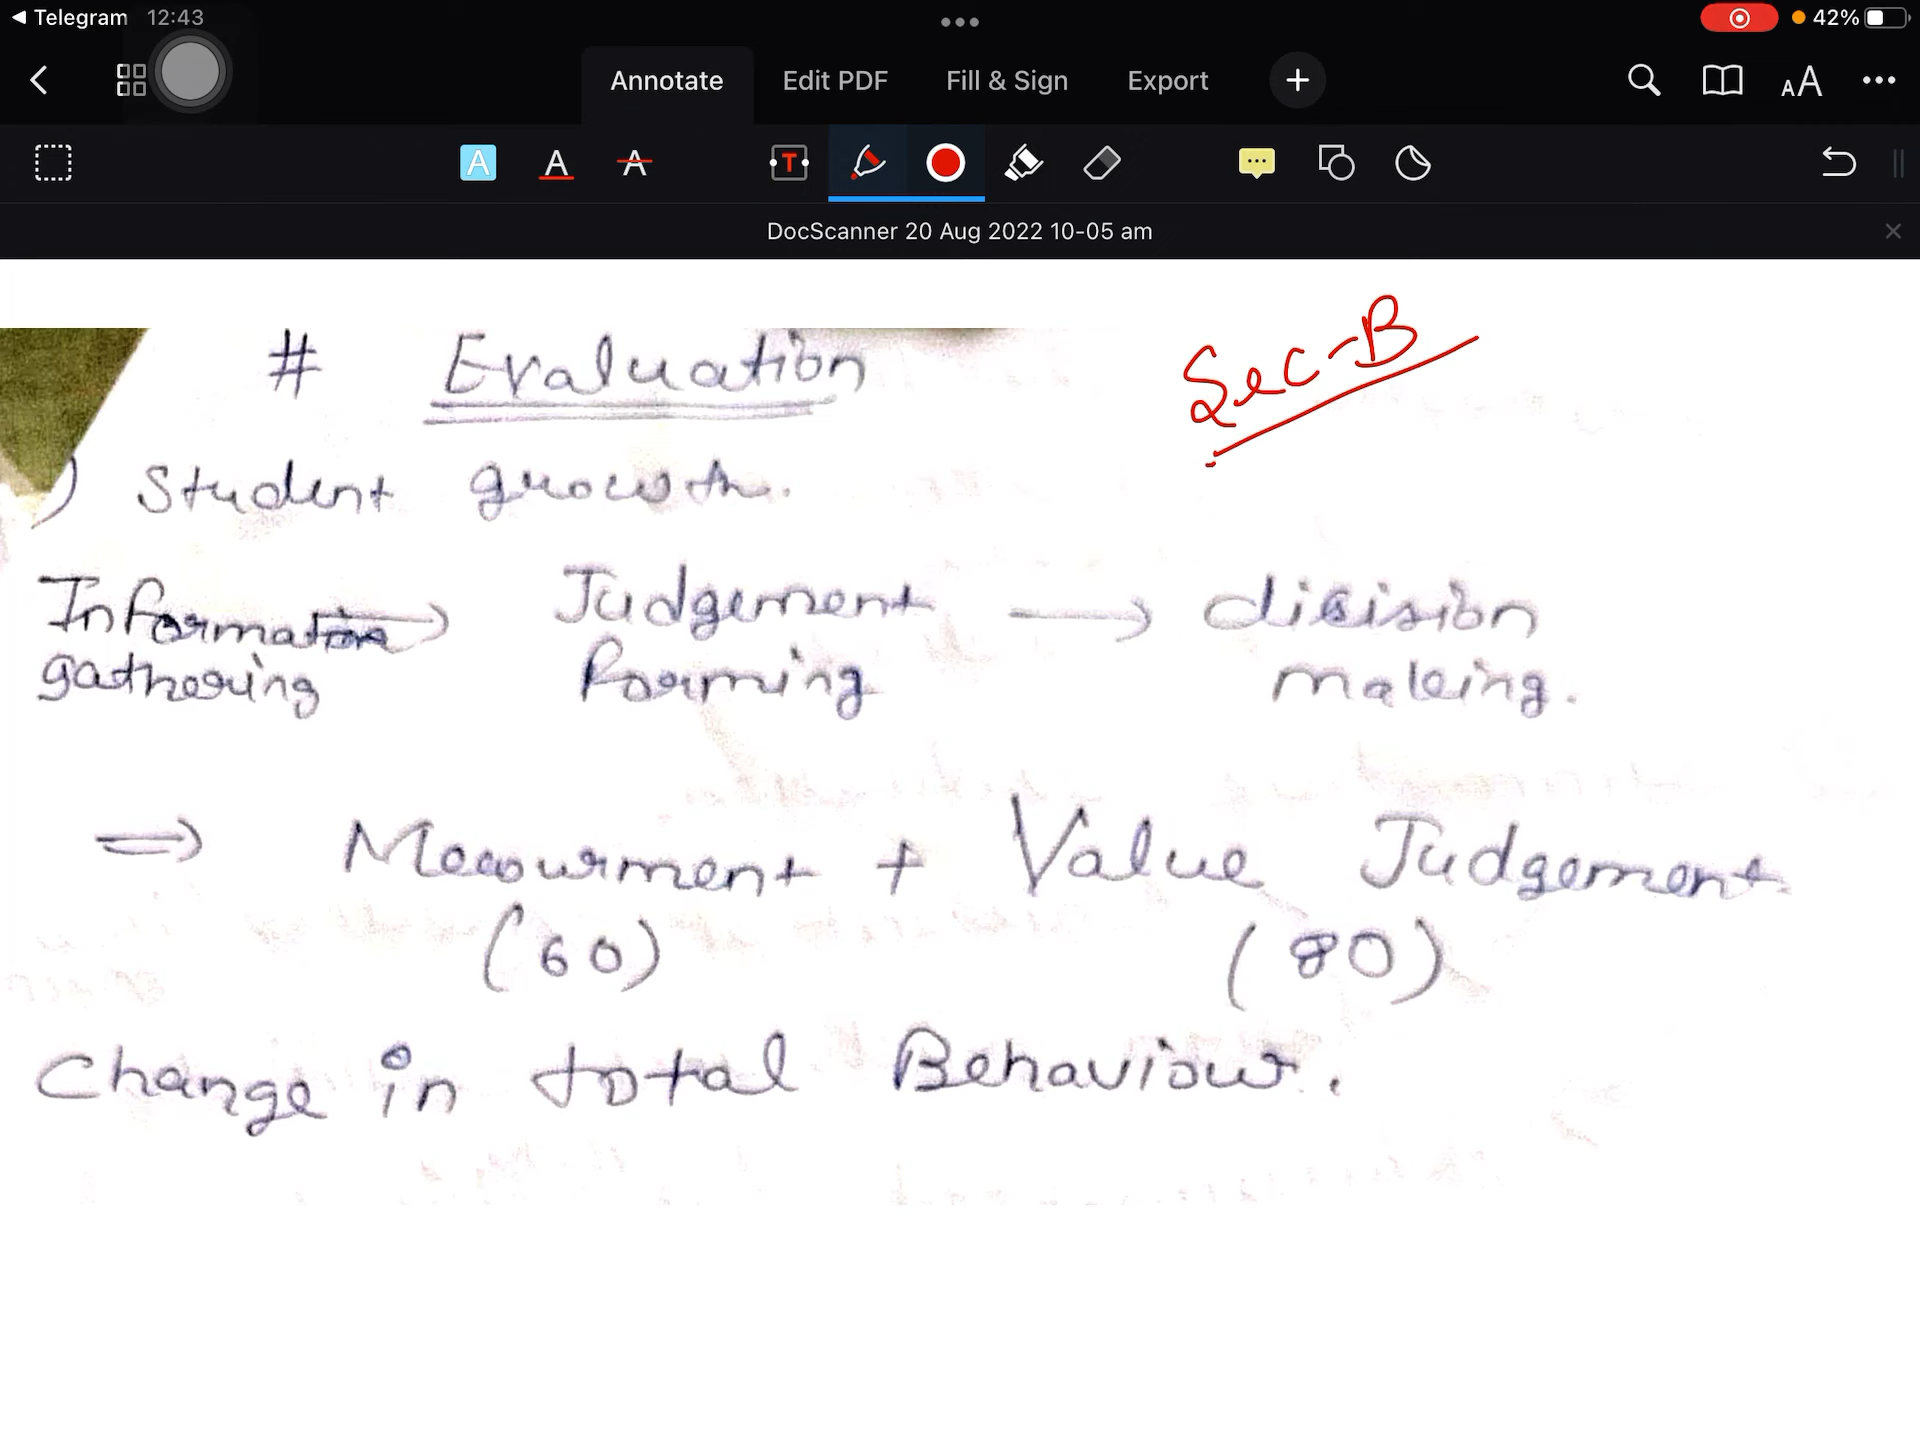 Telegram 12:43
42%
Annotate Edit PDF Fill & Sign Export
DocScanner 20 Aug 2022 10-05 am
Sec-B
# Evaluation
) Student growth.
Information → Judgement → dicision
gathering forming making.
⇒ Measurment + Value Judgement.
(60) (80)
Change in total Behaviour.